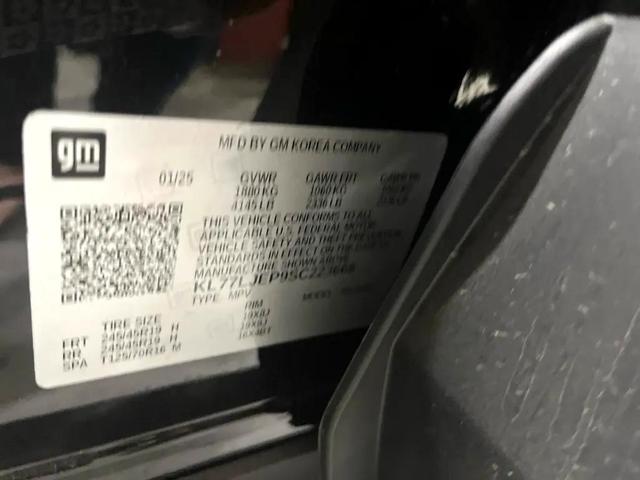 gm
MFD BY GM KOREA COMPANY
01/25 GVWR GAWR FRT GAWR RR
1880 KG 1060 KG
4145 LB 2336 LB
THIS VEHICLE CONFORMS TO ALL
APPLICABLE U.S. FEDERAL MOTOR
VEHICLE SAFETY AND THEFT PREVENTION
STANDARDS IN EFFECT ON THE DATE OF
MANUFACTURE SHOWN ABOVE
TYPE: MPV MODEL:
TIRE SIZE RIM
FRT 245/45R19 H 19X8J
RR 245/45R19 H 19X8J
SPA T125/70R16 M 16X4BT